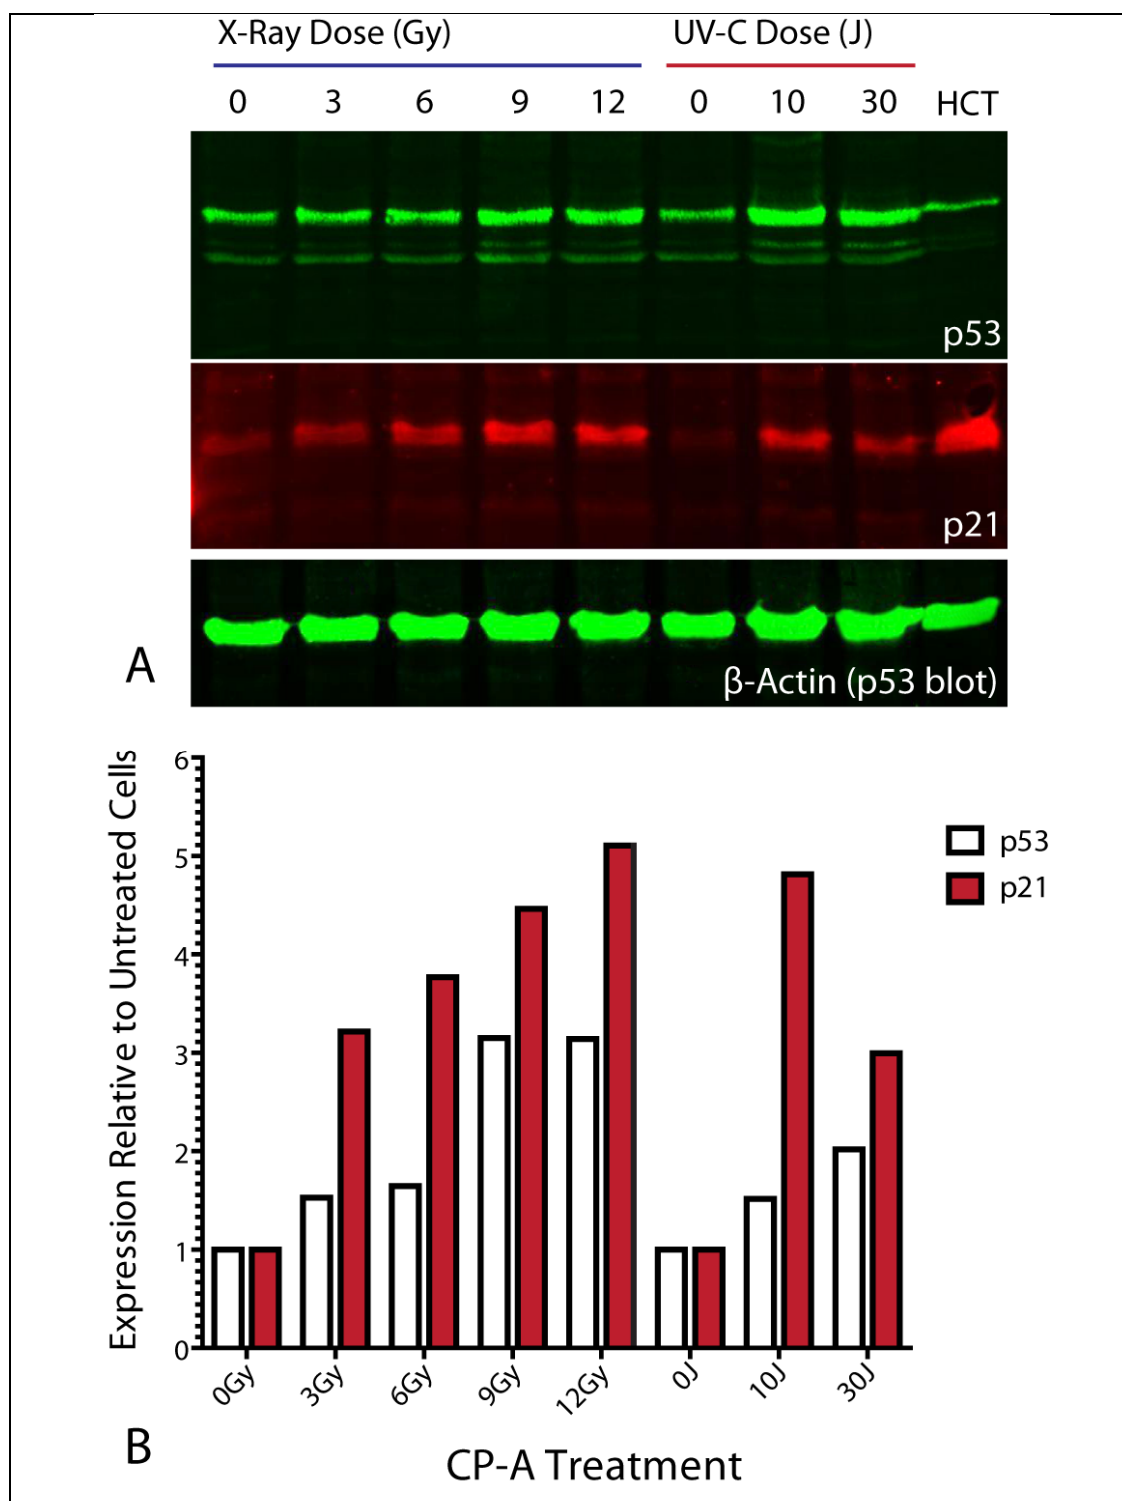 X-Ray Dose (Gy) UV-C Dose (J)
0 3 6 9 12 0 10 30 HCT
p53
p21
β-Actin (p53 blot)
A
Expression Relative to Untreated Cells
6
5
4
3
2
1
0
p53
p21
0Gy 3Gy 6Gy 9Gy 12Gy 0J 10J 30J
B
CP-A Treatment